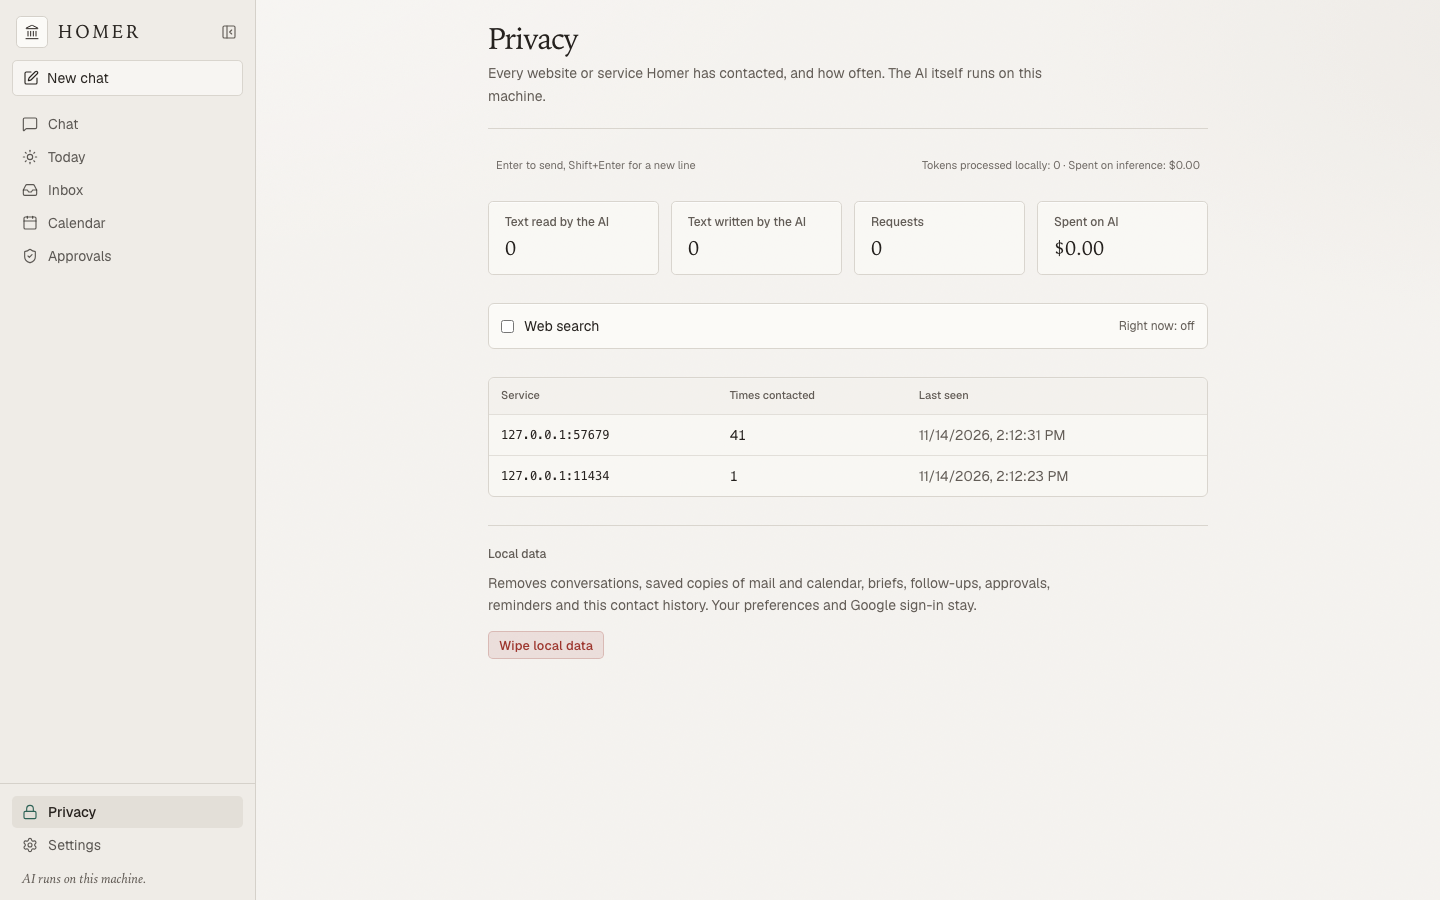 HOMER
New chat
Chat
Today
Inbox
Calendar
Approvals
Privacy
Settings
AI runs on this machine.
Privacy
Every website or service Homer has contacted, and how often. The AI itself runs on this
machine.
Enter to send, Shift+Enter for a new line
Tokens processed locally: 0 · Spent on inference: $0.00
Text read by the AI
0
Text written by the AI
0
Requests
0
Spent on AI
$0.00
Web search
Right now: off
Service Times contacted Last seen
127.0.0.1:57679 41 11/14/2026, 2:12:31 PM
127.0.0.1:11434 1 11/14/2026, 2:12:23 PM
Local data
Removes conversations, saved copies of mail and calendar, briefs, follow-ups, approvals,
reminders and this contact history. Your preferences and Google sign-in stay.
Wipe local data